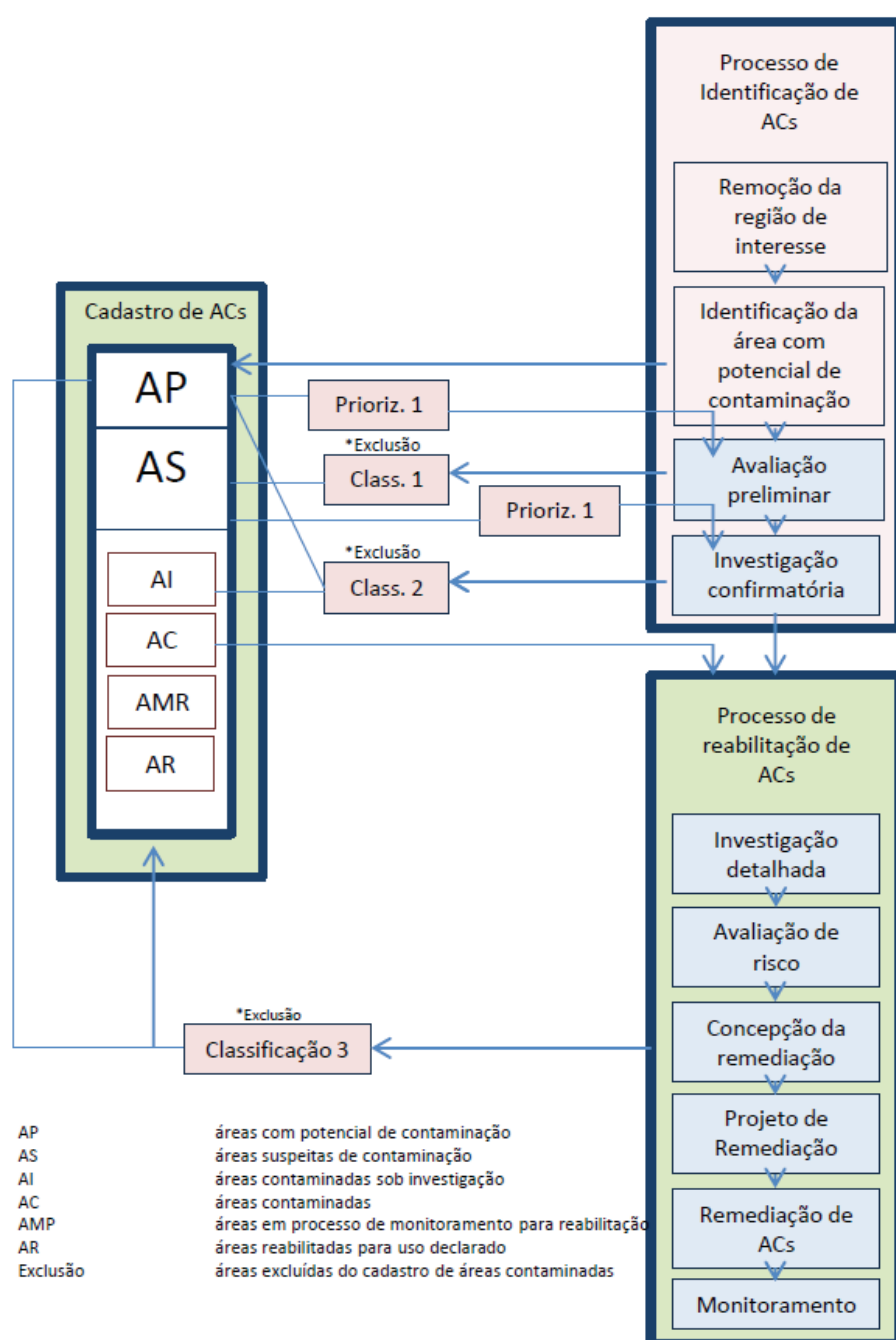 Processo de
Identificação de
ACs
Remoção da
região de
interesse
Identificação da
área com
potencial de
contaminação
Avaliação
preliminar
Investigação
confirmatória
Cadastro de ACs
AP
AS
AI
AC
AMR
AR
Prioriz. 1
*Exclusão
Class. 1
Prioriz. 1
*Exclusão
Class. 2
Processo de
reabilitação de
ACs
Investigação
detalhada
Avaliação de
risco
Concepção da
remediação
Projeto de
Remediação
Remediação de
ACs
Monitoramento
*Exclusão
Classificação 3
AP áreas com potencial de contaminação
AS áreas suspeitas de contaminação
AI áreas contaminadas sob investigação
AC áreas contaminadas
AMP áreas em processo de monitoramento para reabilitação
AR áreas reabilitadas para uso declarado
Exclusão áreas excluídas do cadastro de áreas contaminadas